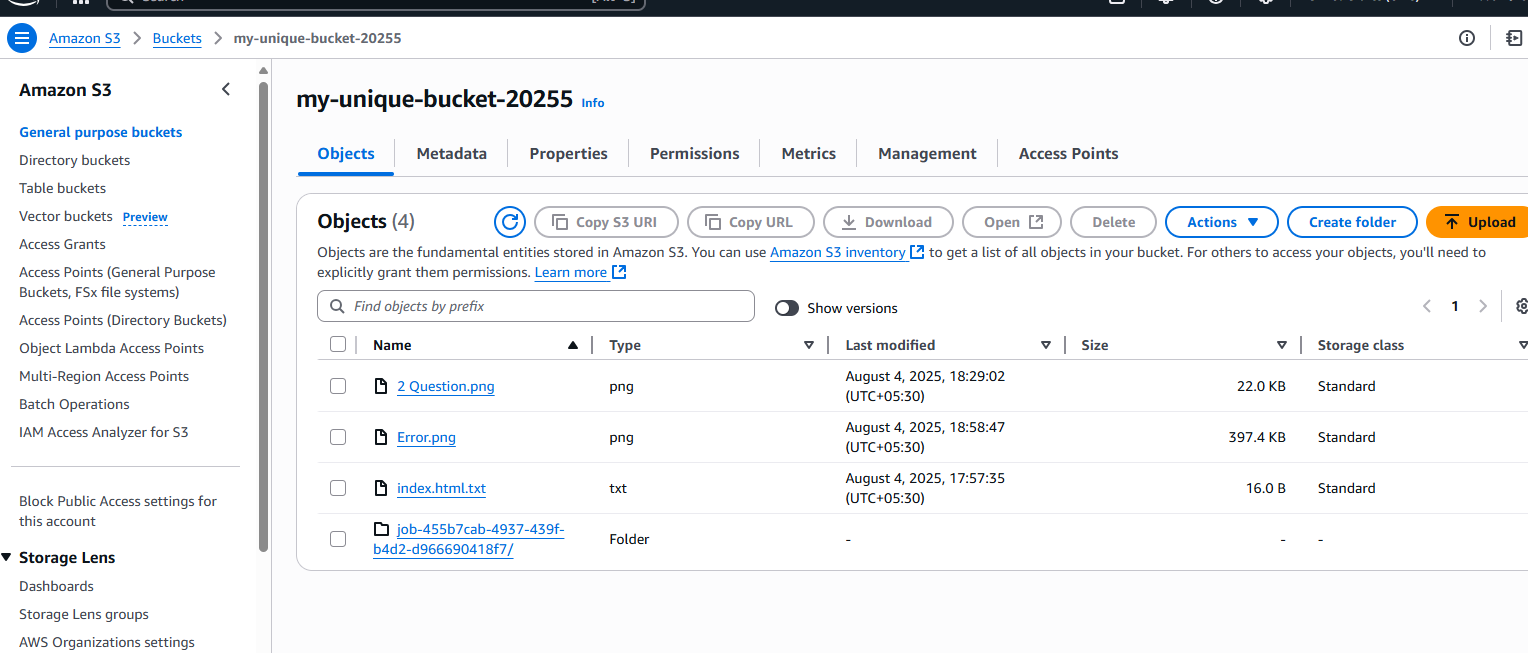 Amazon S3 > Buckets > my-unique-bucket-20255
Amazon S3
General purpose buckets
Directory buckets
Table buckets
Vector buckets Preview
Access Grants
Access Points (General Purpose
Buckets, FSx file systems)
Access Points (Directory Buckets)
Object Lambda Access Points
Multi-Region Access Points
Batch Operations
IAM Access Analyzer for S3
Block Public Access settings for
this account
Storage Lens
Dashboards
Storage Lens groups
AWS Organizations settings
my-unique-bucket-20255 Info
Objects Metadata Properties Permissions Metrics Management Access Points
Objects (4) Copy S3 URI Copy URL Download Open Delete Actions Create folder Upload
Objects are the fundamental entities stored in Amazon S3. You can use Amazon S3 inventory to get a list of all objects in your bucket. For others to access your objects, you'll need to
explicitly grant them permissions. Learn more
Find objects by prefix Show versions 1
Name Type Last modified Size Storage class
2 Question.png png August 4, 2025, 18:29:02 22.0 KB Standard
(UTC+05:30)
Error.png png August 4, 2025, 18:58:47 397.4 KB Standard
(UTC+05:30)
index.html.txt txt August 4, 2025, 17:57:35 16.0 B Standard
(UTC+05:30)
job-455b7cab-4937-439f- Folder - - -
b4d2-d966690418f7/